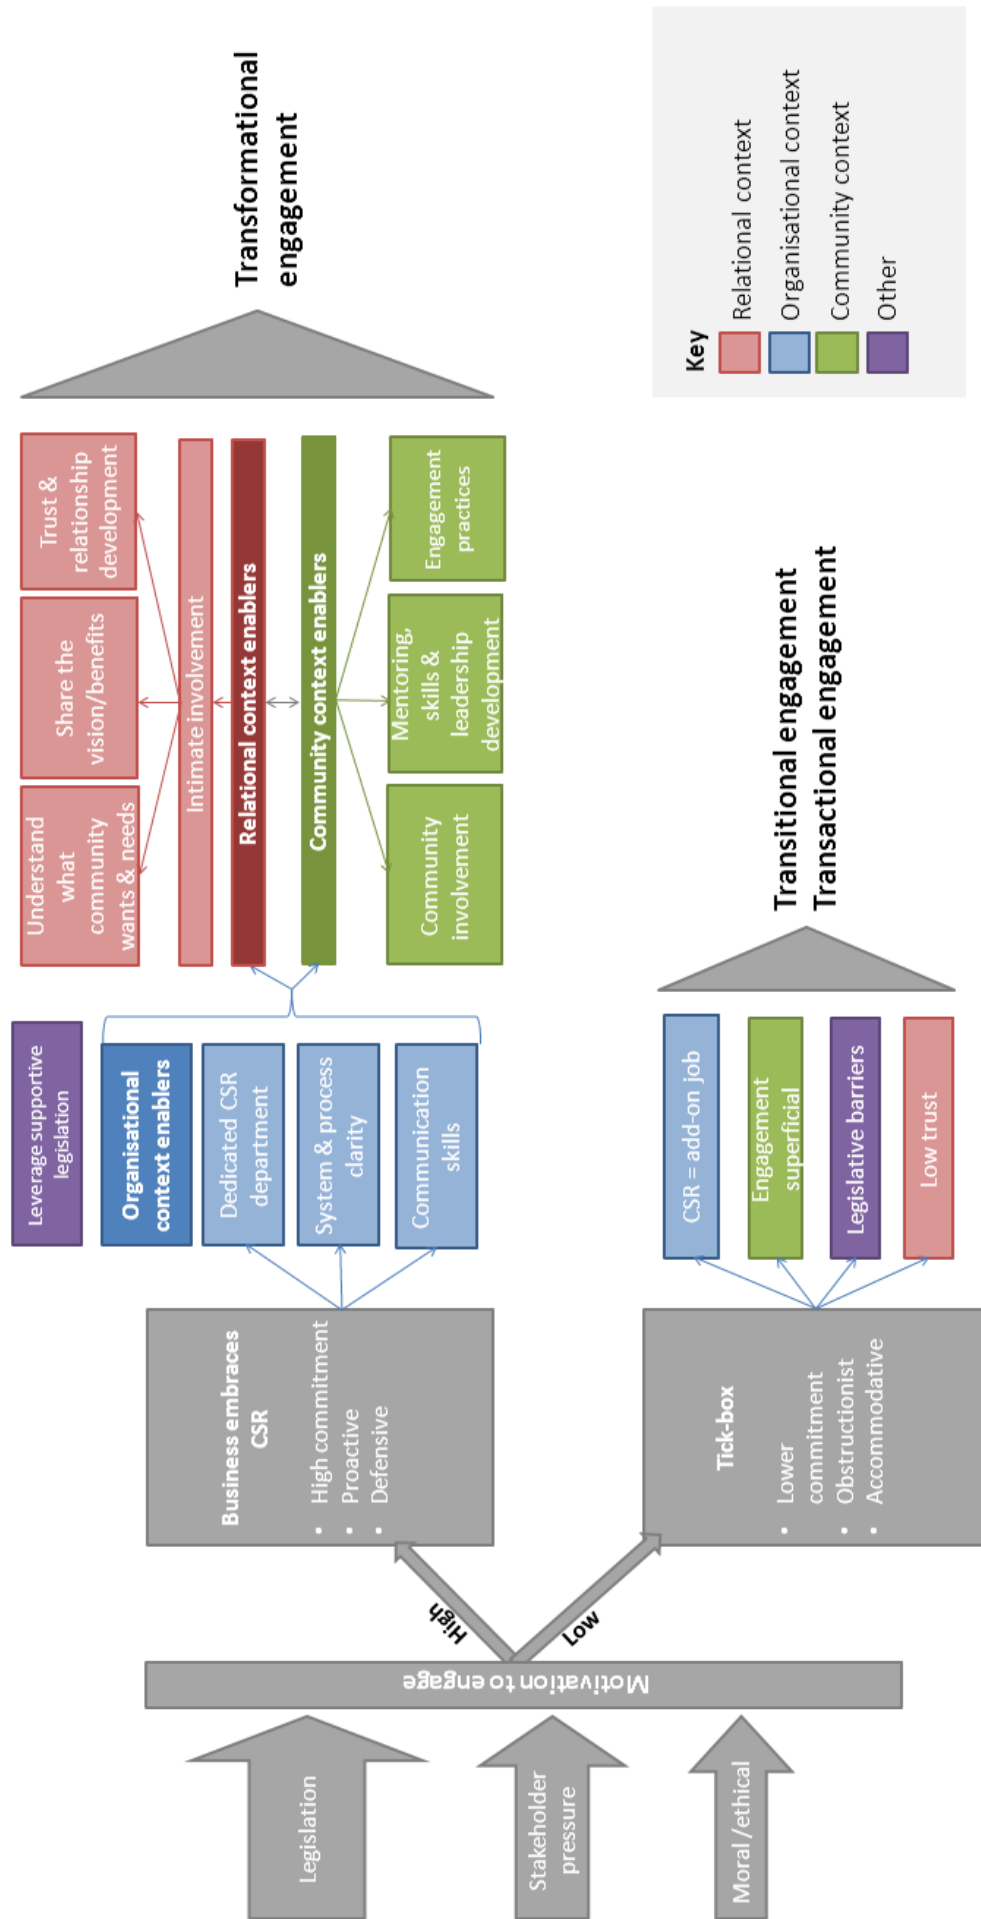 Legislation
Stakeholder
pressure
Moral /ethical
Motivation to engage
High
Low
Business embraces
CSR
• High commitment
• Proactive
• Defensive
Tick-box
• Lower
commitment
• Obstructionist
• Accommodative
Leverage supportive
legislation
Organisational
context enablers
Dedicated CSR
department
System & process
clarity
Communication
skills
CSR = add-on job
Engagement
superficial
Legislative barriers
Low trust
Understand
what
community
wants & needs
Share the
vision/benefits
Trust &
relationship
development
Intimate involvement
Relational context enablers
Community context enablers
Community
involvement
Mentoring,
skills &
leadership
development
Engagement
practices
Transformational
engagement
Transitional engagement
Transactional engagement
Key
Relational context
Organisational context
Community context
Other